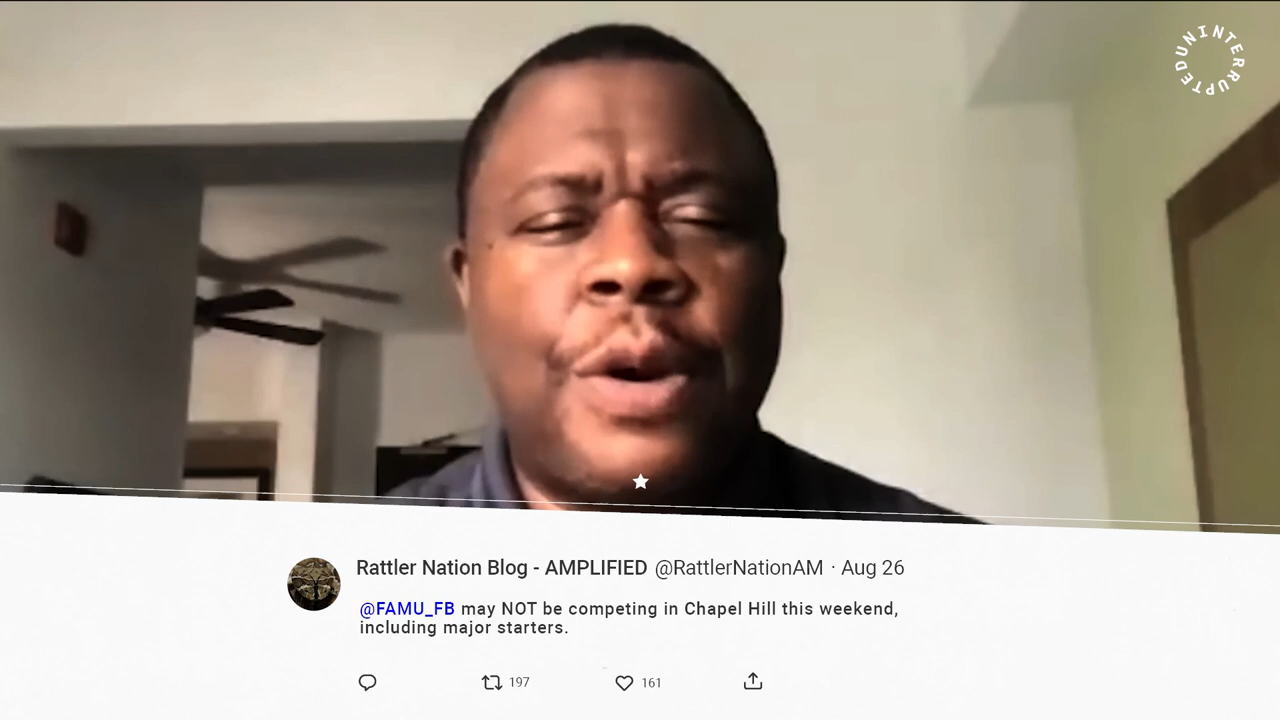 UNINTERRUPTED
Rattler Nation Blog - AMPLIFIED @RattlerNationAM · Aug 26
@FAMU_FB may NOT be competing in Chapel Hill this weekend,
including major starters.
197 161